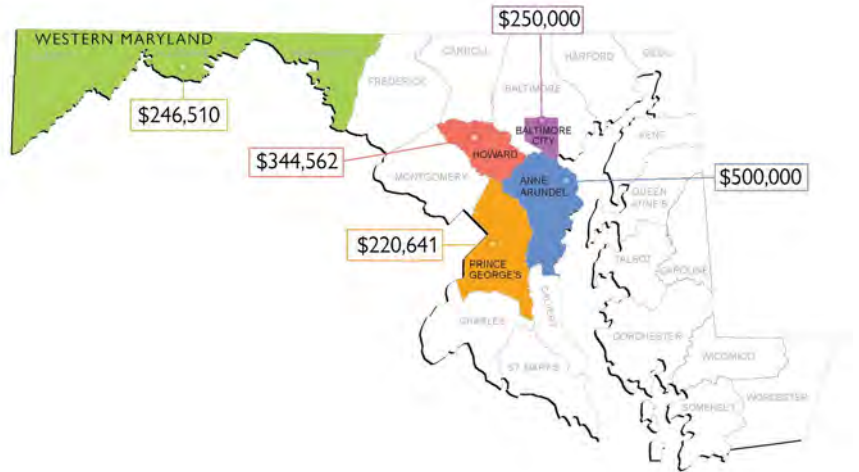 $250,000
WESTERN MARYLAND
CARROLL
HARFORD
CECIL
FREDERICK
BALTIMORE
$246,510
BALTIMORE
CITY
KENT
HOWARD
$344,562
MONTGOMERY
ANNE
ARUNDEL
$500,000
QUEEN
ANNE'S
$220,641
PRINCE
GEORGE'S
TALBOT
CAROLINE
CALVERT
CHARLES
DORCHESTER
WICOMICO
ST MARY'S
WORCESTER
SOMERSET